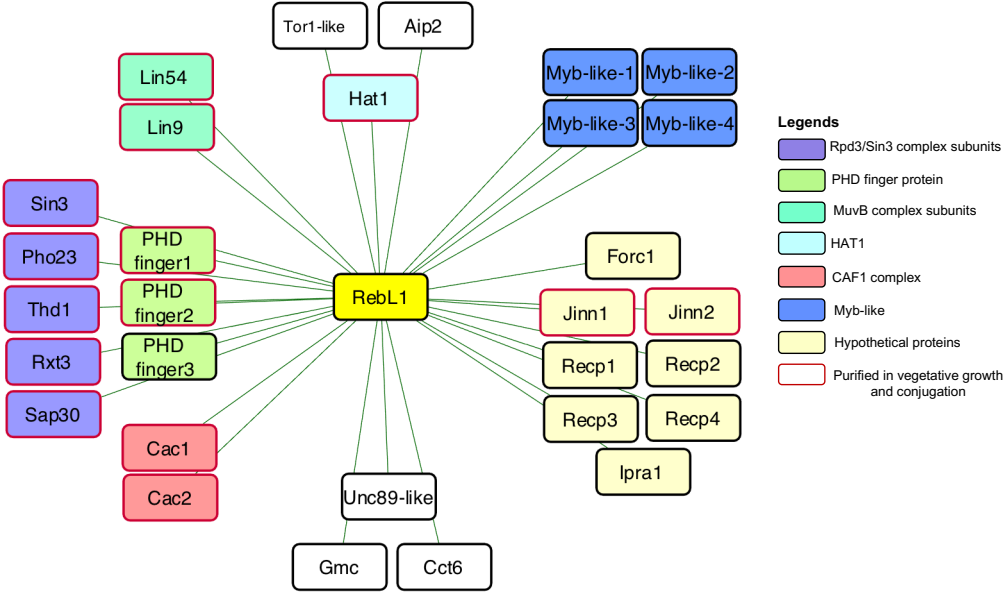 Tor1-like
Aip2
Lin54
Lin9
Hat1
Myb-like-1
Myb-like-2
Myb-like-3
Myb-like-4
Sin3
Pho23
Thd1
Rxt3
Sap30
PHD
finger1
PHD
finger2
PHD
finger3
RebL1
Forc1
Jinn1
Jinn2
Recp1
Recp2
Recp3
Recp4
Ipra1
Cac1
Cac2
Unc89-like
Gmc
Cct6
Legends
Rpd3/Sin3 complex subunits
PHD finger protein
MuvB complex subunits
HAT1
CAF1 complex
Myb-like
Hypothetical proteins
Purified in vegetative growth
and conjugation